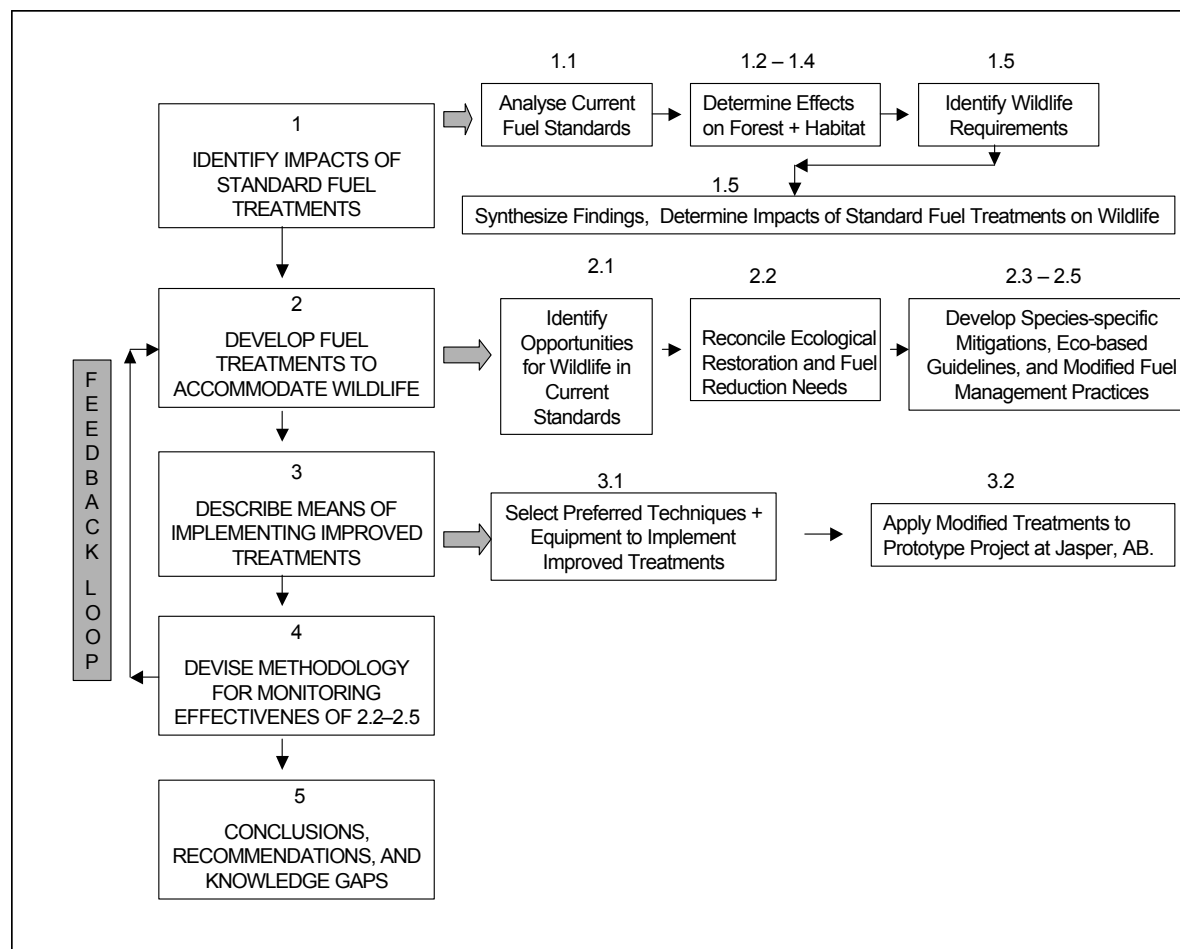 1.1
1.2 – 1.4
1.5
1
IDENTIFY IMPACTS OF
STANDARD FUEL
TREATMENTS
Analyse Current
Fuel Standards
Determine Effects
on Forest + Habitat
Identify Wildlife
Requirements
1.5
Synthesize Findings, Determine Impacts of Standard Fuel Treatments on Wildlife
2.1
2.2
2.3 – 2.5
2
DEVELOP FUEL
TREATMENTS TO
ACCOMMODATE WILDLIFE
Identify
Opportunities
for Wildlife in
Current
Standards
Reconcile Ecological
Restoration and Fuel
Reduction Needs
Develop Species-specific
Mitigations, Eco-based
Guidelines, and Modified Fuel
Management Practices
FEEDBACK LOOP
3
DESCRIBE MEANS OF
IMPLEMENTING IMPROVED
TREATMENTS
3.1
Select Preferred Techniques +
Equipment to Implement
Improved Treatments
3.2
Apply Modified Treatments to
Prototype Project at Jasper, AB.
4
DEVISE METHODOLOGY
FOR MONITORING
EFFECTIVENES OF 2.2–2.5
5
CONCLUSIONS,
RECOMMENDATIONS, AND
KNOWLEDGE GAPS